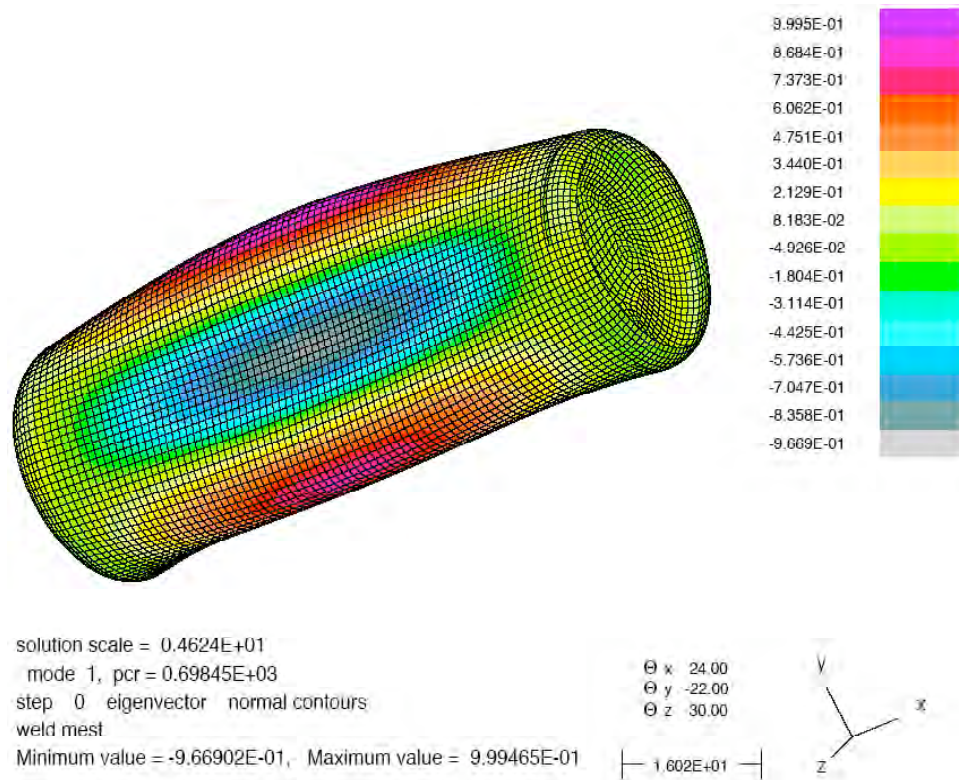 9.995E-01
8.684E-01
7.373E-01
6.062E-01
4.751E-01
3.440E-01
2.129E-01
8.183E-02
-4.926E-02
-1.804E-01
-3.114E-01
-4.425E-01
-5.736E-01
-7.047E-01
-8.358E-01
-9.669E-01
solution scale = 0.4624E+01
mode 1, pcr = 0.69845E+03
step 0 eigenvector normal contours
weld mest
Minimum value = -9.66902E-01, Maximum value = 9.99465E-01
Θ x 24.00
Θ y -22.00
Θ z -30.00
1.602E+01
Y
X
Z